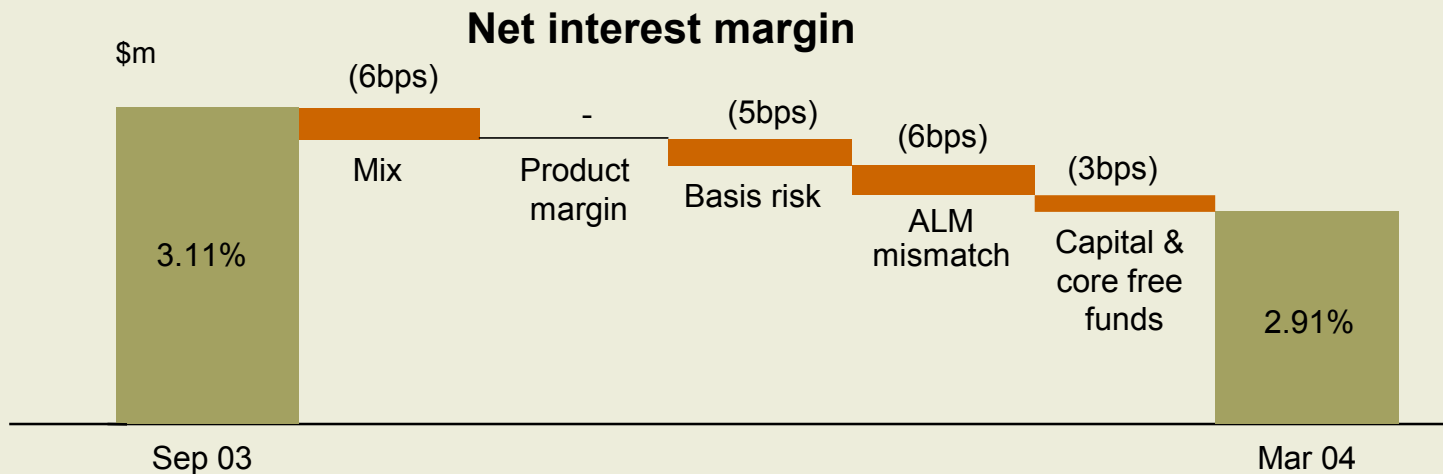 Net interest margin
$m
(6bps)
-
(5bps)
(6bps)
(3bps)
Mix
Product
margin
Basis risk
ALM
mismatch
Capital &
core free
funds
3.11%
2.91%
Sep 03
Mar 04